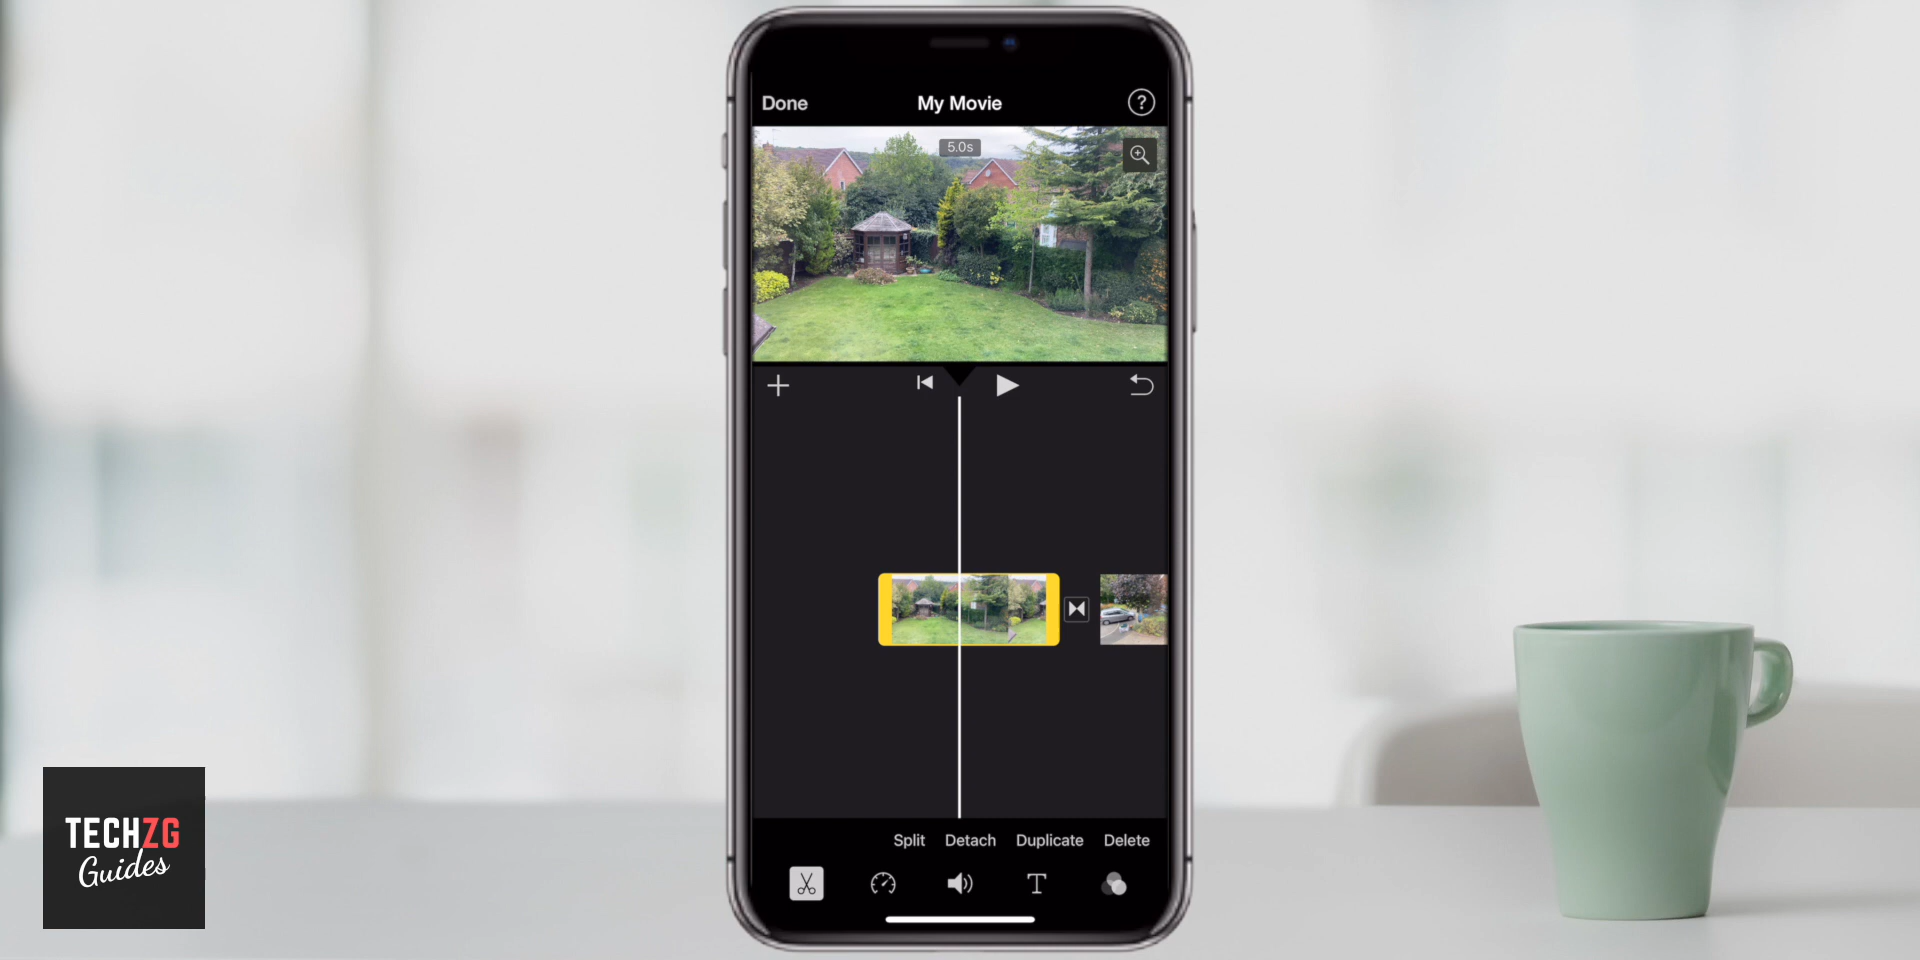 Done
My Movie
?
5.0s
Split
Detach
Duplicate
Delete
T
TECHZG
Guides